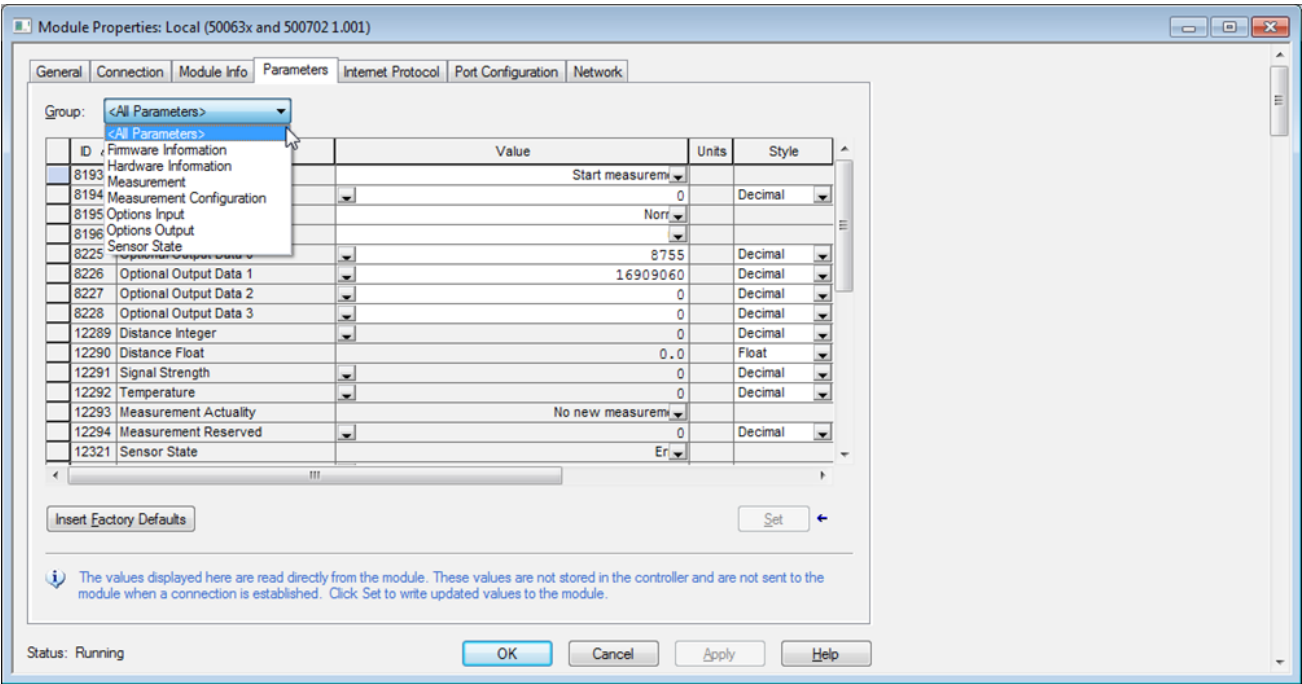 Module Properties: Local (50063x and 500702 1.001)
General Connection Module Info Parameters Internet Protocol Port Configuration Network
Group: <All Parameters>
<All Parameters>
Firmware Information
Hardware Information
Measurement
Measurement Configuration
Options Input
Options Output
Sensor State
ID Value Units Style
8193 Start measurem
8194 0 Decimal
8195 Norr
8196
8225 Optional Output Data 0 8755 Decimal
8226 Optional Output Data 1 16909060 Decimal
8227 Optional Output Data 2 0 Decimal
8228 Optional Output Data 3 0 Decimal
12289 Distance Integer 0 Decimal
12290 Distance Float 0.0 Float
12291 Signal Strength 0 Decimal
12292 Temperature 0 Decimal
12293 Measurement Actuality No new measurem
12294 Measurement Reserved 0 Decimal
12321 Sensor State Er
Insert Factory Defaults Set
The values displayed here are read directly from the module. These values are not stored in the controller and are not sent to the
module when a connection is established. Click Set to write updated values to the module.
Status: Running OK Cancel Apply Help